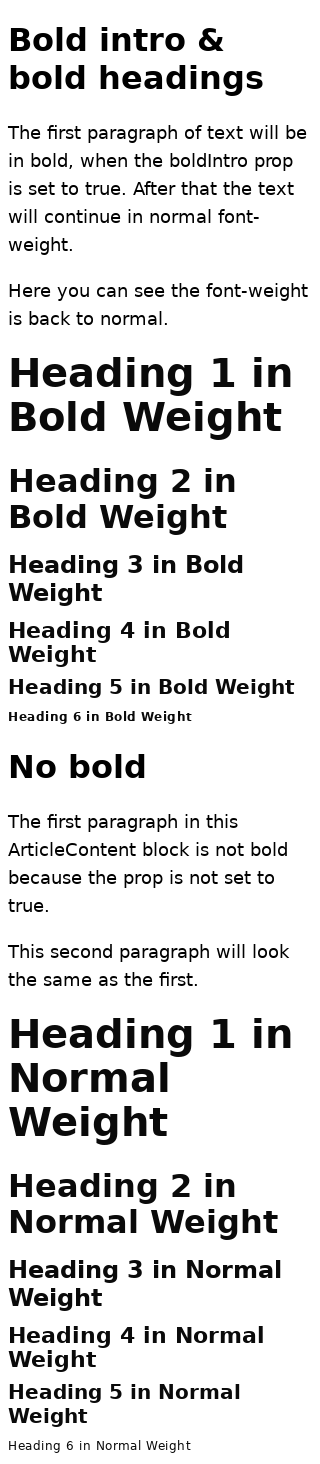 Bold intro &
bold headings
The first paragraph of text will be
in bold, when the boldIntro prop
is set to true. After that the text
will continue in normal font-
weight.
Here you can see the font-weight
is back to normal.
Heading 1 in
Bold Weight
Heading 2 in
Bold Weight
Heading 3 in Bold
Weight
Heading 4 in Bold
Weight
Heading 5 in Bold Weight
Heading 6 in Bold Weight
No bold
The first paragraph in this
ArticleContent block is not bold
because the prop is not set to
true.
This second paragraph will look
the same as the first.
Heading 1 in
Normal
Weight
Heading 2 in
Normal Weight
Heading 3 in Normal
Weight
Heading 4 in Normal
Weight
Heading 5 in Normal
Weight
Heading 6 in Normal Weight